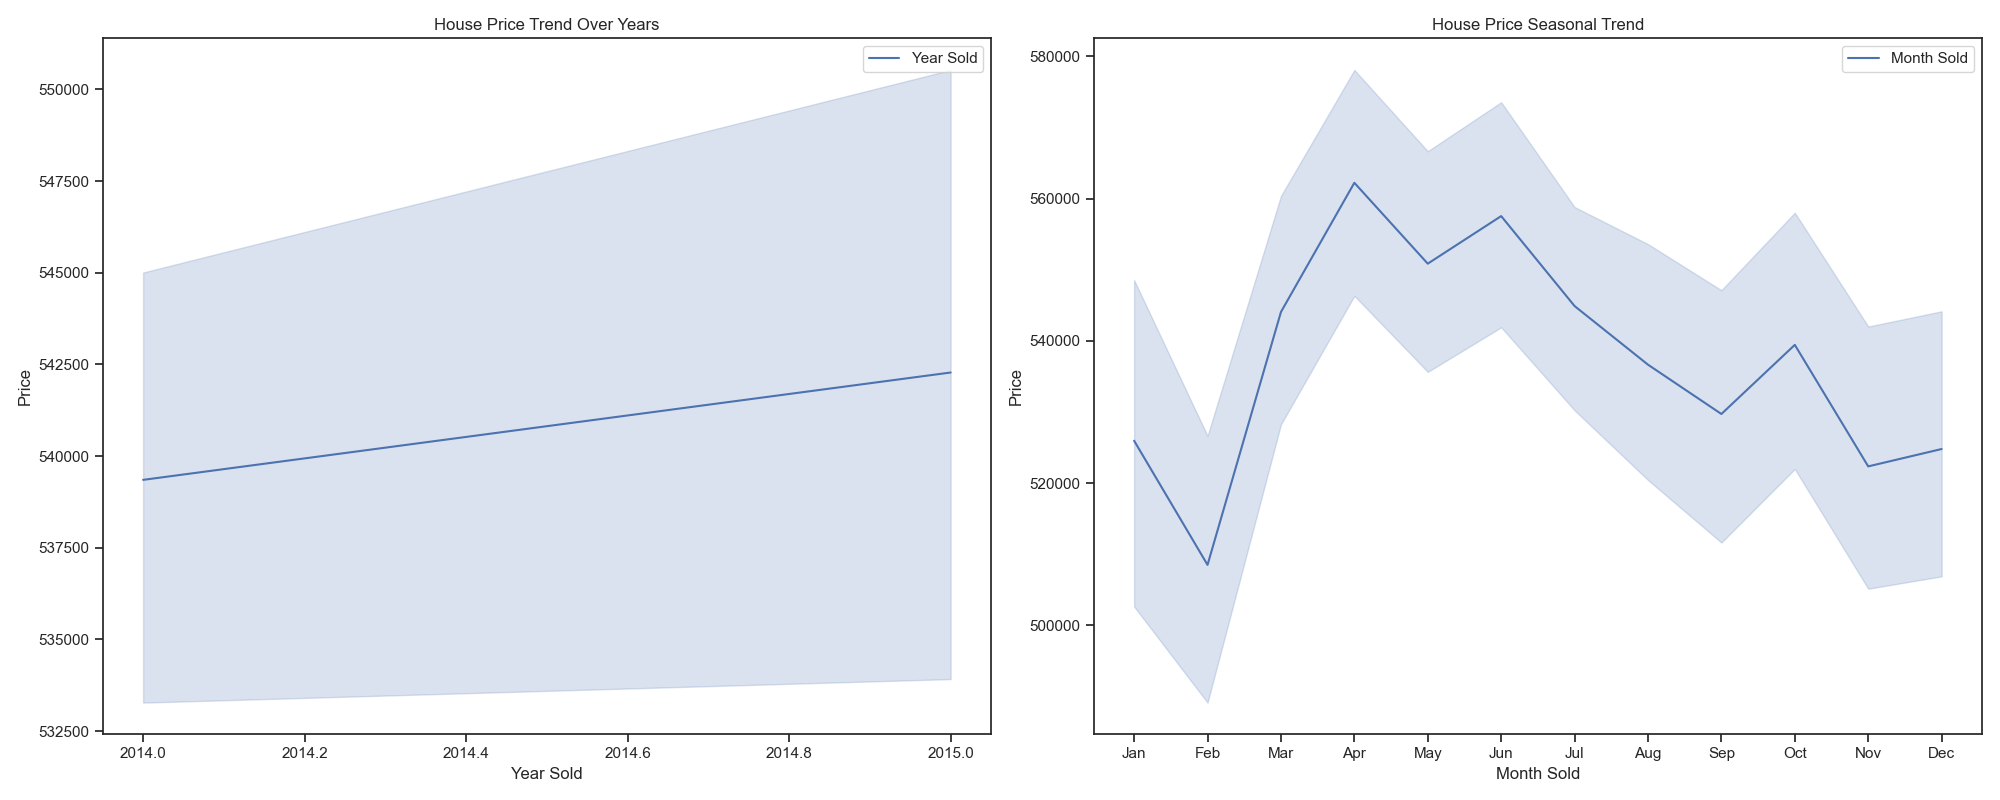 House Price Trend Over Years
Year Sold
550000
547500
545000
542500
540000
537500
535000
532500
Price
2014.0 2014.2 2014.4 2014.6 2014.8 2015.0
Year Sold
House Price Seasonal Trend
Month Sold
580000
560000
540000
520000
500000
Price
Jan Feb Mar Apr May Jun Jul Aug Sep Oct Nov Dec
Month Sold